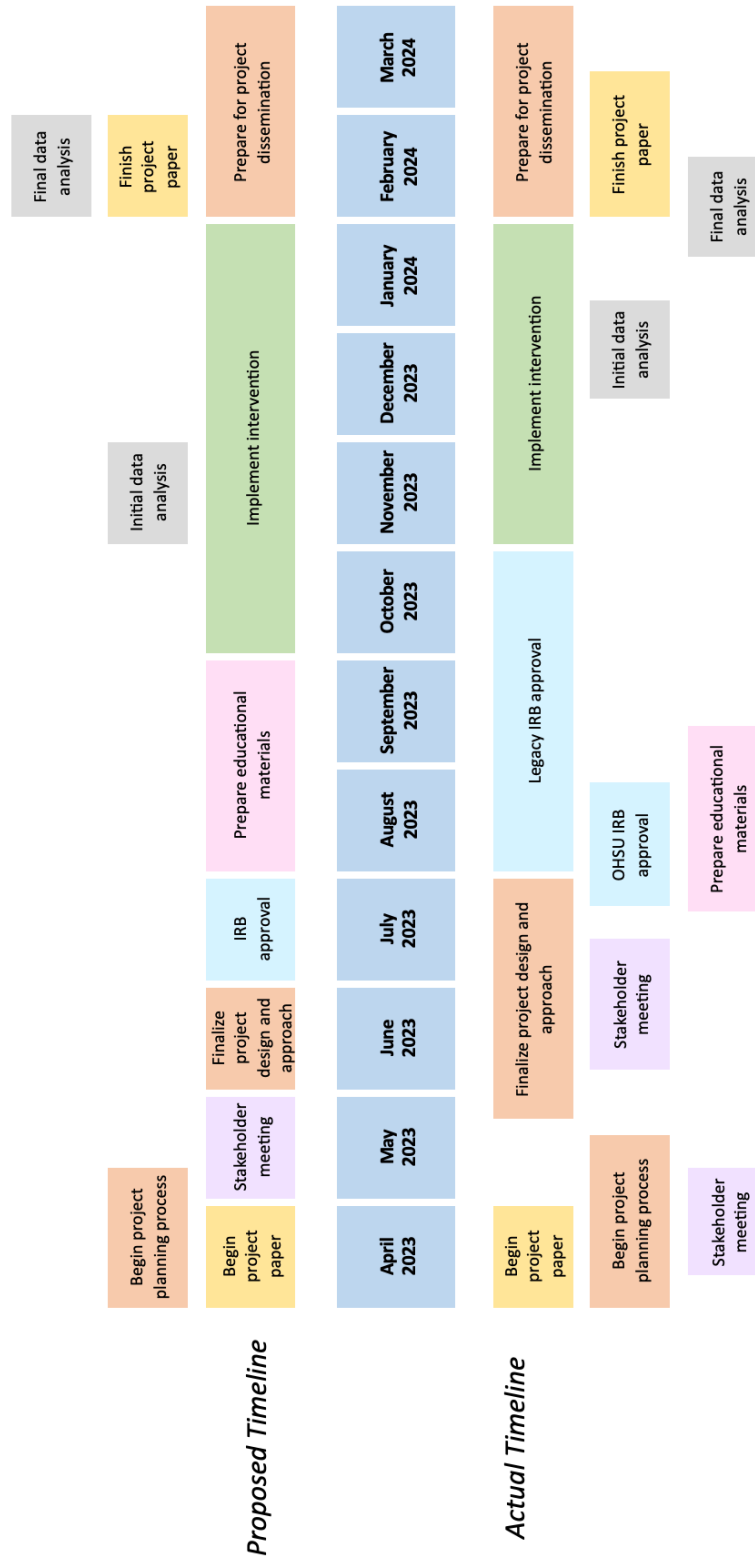 Final data
analysis
Begin project
planning process
Initial data
analysis
Finish
project
paper
Proposed Timeline
Begin
project
paper
Stakeholder
meeting
Finalize
project
design and
approach
IRB
approval
Prepare educational
materials
Implement intervention
Prepare for project
dissemination
April
2023
May
2023
June
2023
July
2023
August
2023
September
2023
October
2023
November
2023
December
2023
January
2024
February
2024
March
2024
Actual Timeline
Begin
project
paper
Finalize project design and
approach
Legacy IRB approval
Implement intervention
Prepare for project
dissemination
Begin project
planning process
Stakeholder
meeting
OHSU IRB
approval
Initial data
analysis
Finish project
paper
Stakeholder
meeting
Prepare educational
materials
Final data
analysis